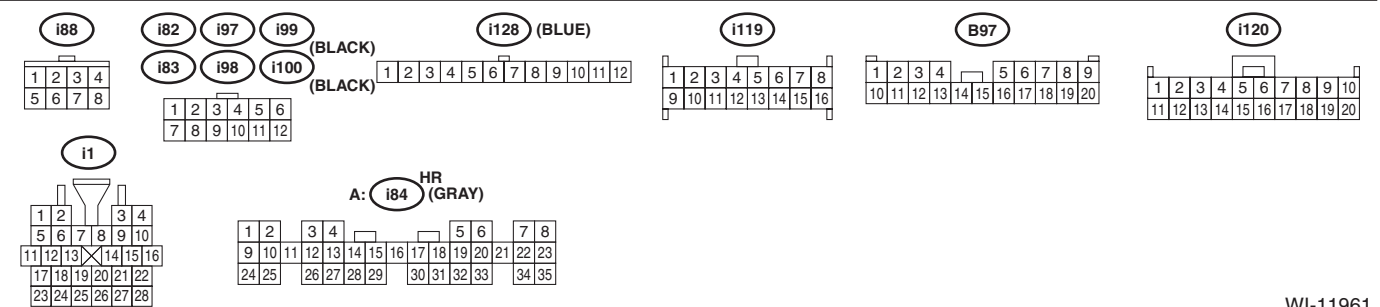 i88
1 2 3 4
5 6 7 8
i82 i97 i99 (BLACK)
i83 i98 i100 (BLACK)
1 2 3 4 5 6
7 8 9 10 11 12
i128 (BLUE)
1 2 3 4 5 6 7 8 9 10 11 12
i119
1 2 3 4 5 6 7 8
9 10 11 12 13 14 15 16
B97
1 2 3 4 5 6 7 8 9
10 11 12 13 14 15 16 17 18 19 20
i120
1 2 3 4 5 6 7 8 9 10
11 12 13 14 15 16 17 18 19 20
i1
1 2 3 4
5 6 7 8 9 10
11 12 13 14 15 16
17 18 19 20 21 22
23 24 25 26 27 28
A: i84 HR (GRAY)
1 2 3 4 5 6 7 8
9 10 11 12 13 14 15 16 17 18 19 20 21 22 23
24 25 26 27 28 29 30 31 32 33 34 35
WI-11961